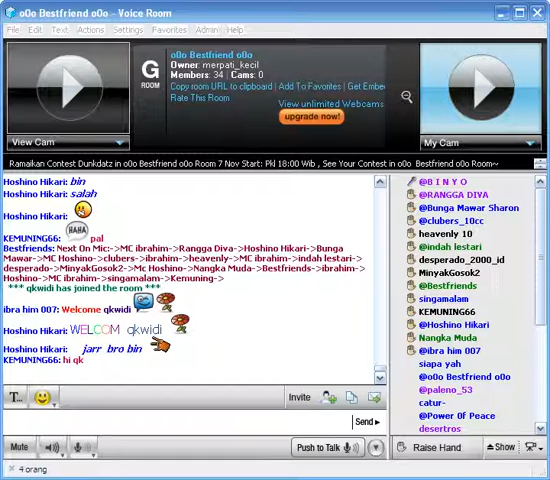 o0o Bestfriend o0o - Voice Room
File Edit Text Actions Settings Favorites Admin Help
G
ROOM
o0o Bestfriend o0o
Owner: merpati_kecil
Members: 34 | Cams: 0
Copy room URL to clipboard | Add To Favorites | Get Embe
Rate This Room
View unlimited Webcams
upgrade now!
View Cam
My Cam
Ramaikan Contest Dunkdatz in o0o Bestfriend o0o Room 7 Nov Start: Pkl 18:00 Wib , See Your Contest in o0o Bestfriend o0o Room~
Hoshino Hikari: bin
Hoshino Hikari: salah
Hoshino Hikari:
HAHA
KEMUNING66: pal
Bestfriends: Next On Mic:->MC ibrahim->Rangga Diva->Hoshino Hikari->Bunga
Mawar->MC Hoshino->clubers->ibrahim->heavenly->MC ibrahim->indah lestari->
desperado->MinyakGosok2->Mc Hoshino->Nangka Muda->Bestfriends->ibrahim->
Hoshino->MC ibrahim->singamalam->Kemuning->
*** qkwidi has joined the room ***
ibra him 007: Welcome qkwidi
Hoshino Hikari: WELCOM qkwidi
Hoshino Hikari: jarr bro bin
KEMUNING66: hi qk
@B I N Y O
@RANGGA DIVA
@Bunga Mawar Sharon
@clubers_10cc
heavenly 10
@indah lestari
desperado_2000_id
MinyakGosok2
@Bestfriends
singamalam
KEMUNING66
@Hoshino Hikari
Nangka Muda
@ibra him 007
siapa yah
@o0o Bestfriend o0o
@paleno_53
catur-
@Power 0f Peace
desertros
T..
Invite
Send
Mute
Push to Talk
Raise Hand
Show
4 orang